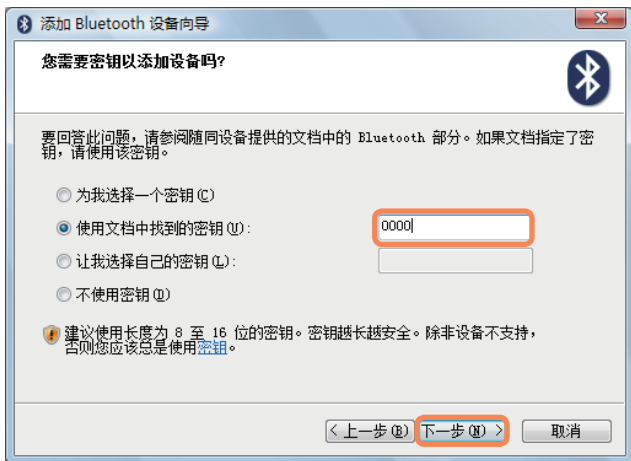 添加 Bluetooth 设备向导
您需要密钥以添加设备吗?
要回答此问题，请参阅随同设备提供的文档中的 Bluetooth 部分。如果文档指定了密
钥，请使用该密钥。
为我选择一个密钥(C)
使用文档中找到的密钥(U): 0000
让我选择自己的密钥(L):
不使用密钥(D)
建议使用长度为 8 至 16 位的密钥。密钥越长越安全。除非设备不支持，
否则您应该总是使用密钥。
<上一步(B) 下一步(N) > 取消